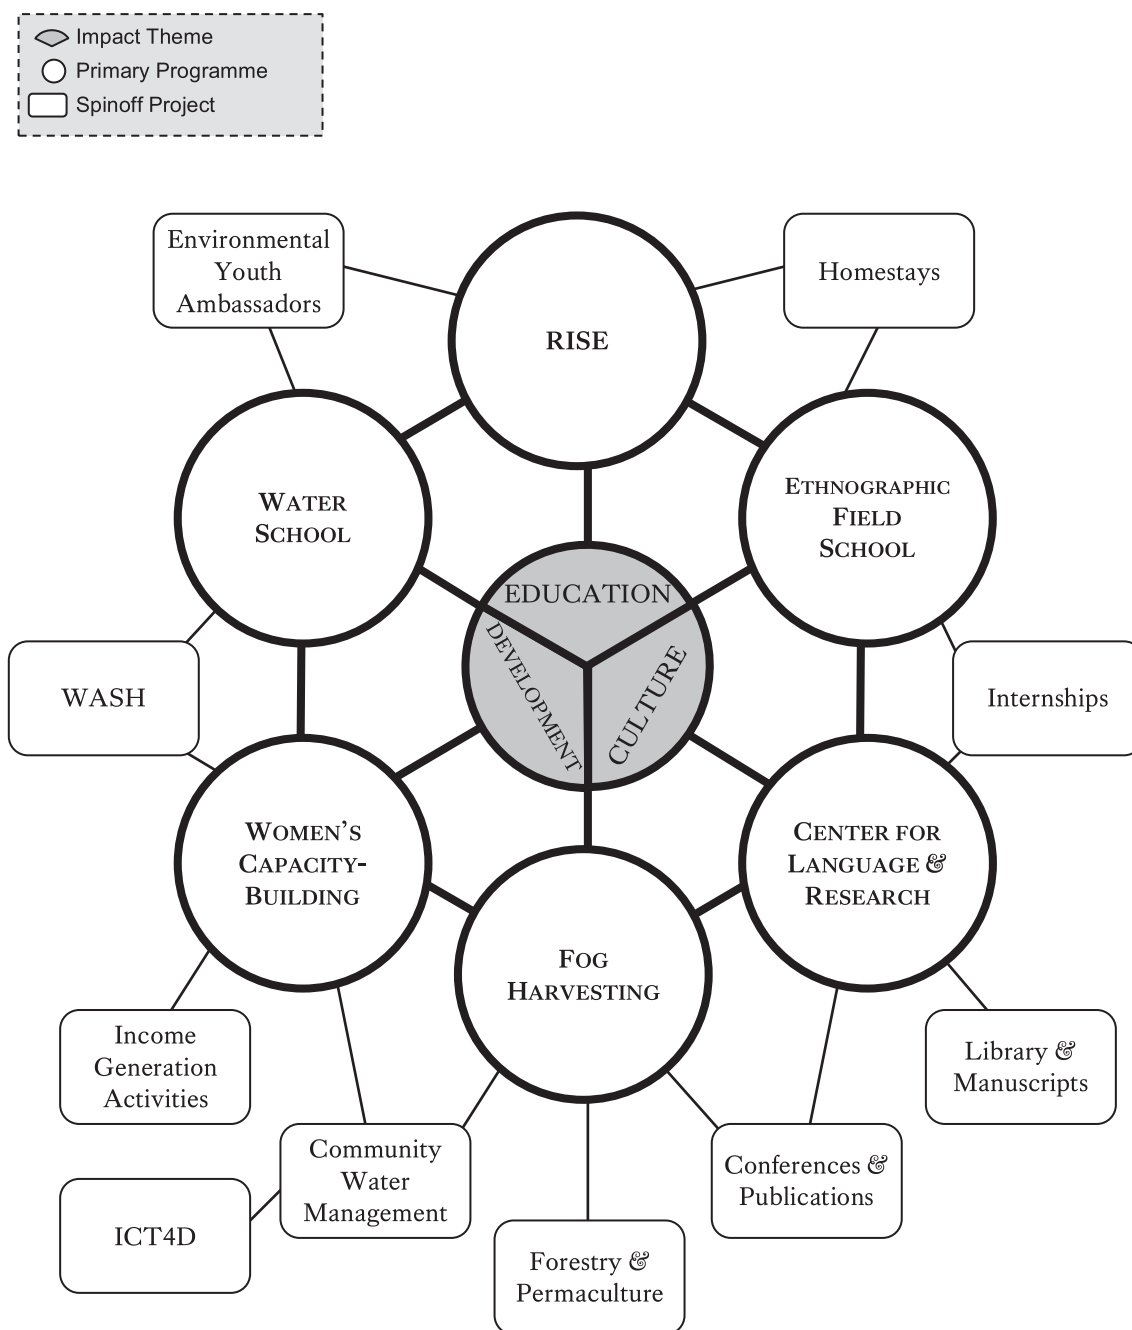 Impact Theme
Primary Programme
Spinoff Project
Environmental
Youth
Ambassadors
Homestays
RISE
WATER
SCHOOL
ETHNOGRAPHIC
FIELD
SCHOOL
EDUCATION
DEVELOPMENT
CULTURE
WASH
Internships
WOMEN'S
CAPACITY-
BUILDING
CENTER FOR
LANGUAGE &
RESEARCH
FOG
HARVESTING
Income
Generation
Activities
Library &
Manuscripts
Community
Water
Management
Conferences &
Publications
ICT4D
Forestry &
Permaculture